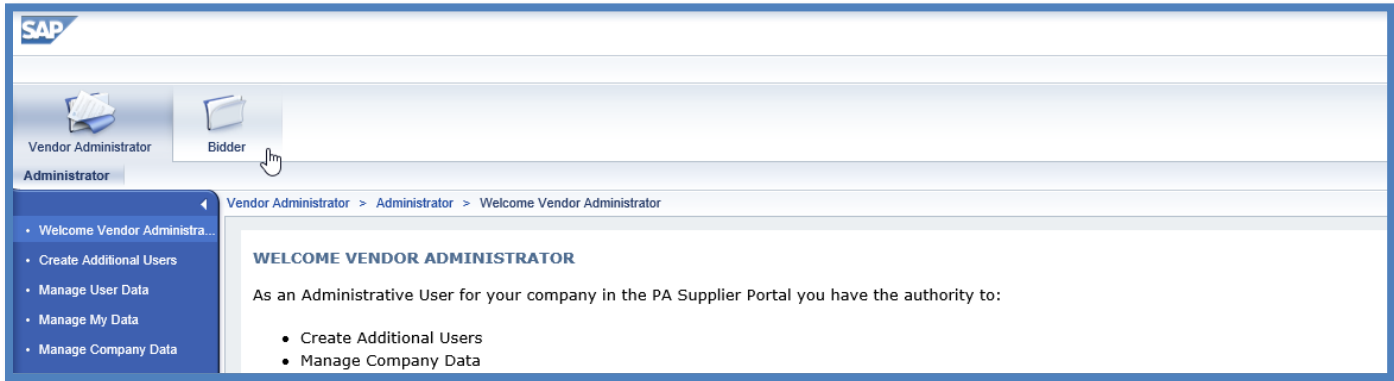 SAP
Vendor Administrator
Bidder
Administrator
Vendor Administrator > Administrator > Welcome Vendor Administrator
• Welcome Vendor Administra...
• Create Additional Users
• Manage User Data
• Manage My Data
• Manage Company Data
WELCOME VENDOR ADMINISTRATOR
As an Administrative User for your company in the PA Supplier Portal you have the authority to:
• Create Additional Users
• Manage Company Data